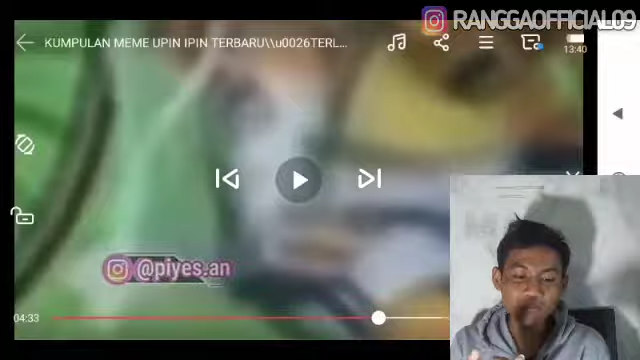 RANGGAOFFICIAL09
KUMPULAN MEME UPIN IPIN TERBARU\\u0026TERL...
13:40
@piyes.an
04:33